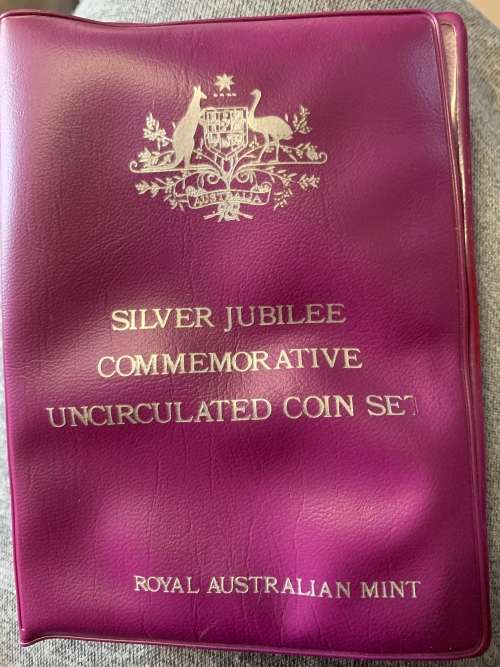 AUSTRALIA
SILVER JUBILEE
COMMEMORATIVE
UNCIRCULATED COIN SET
ROYAL AUSTRALIAN MINT